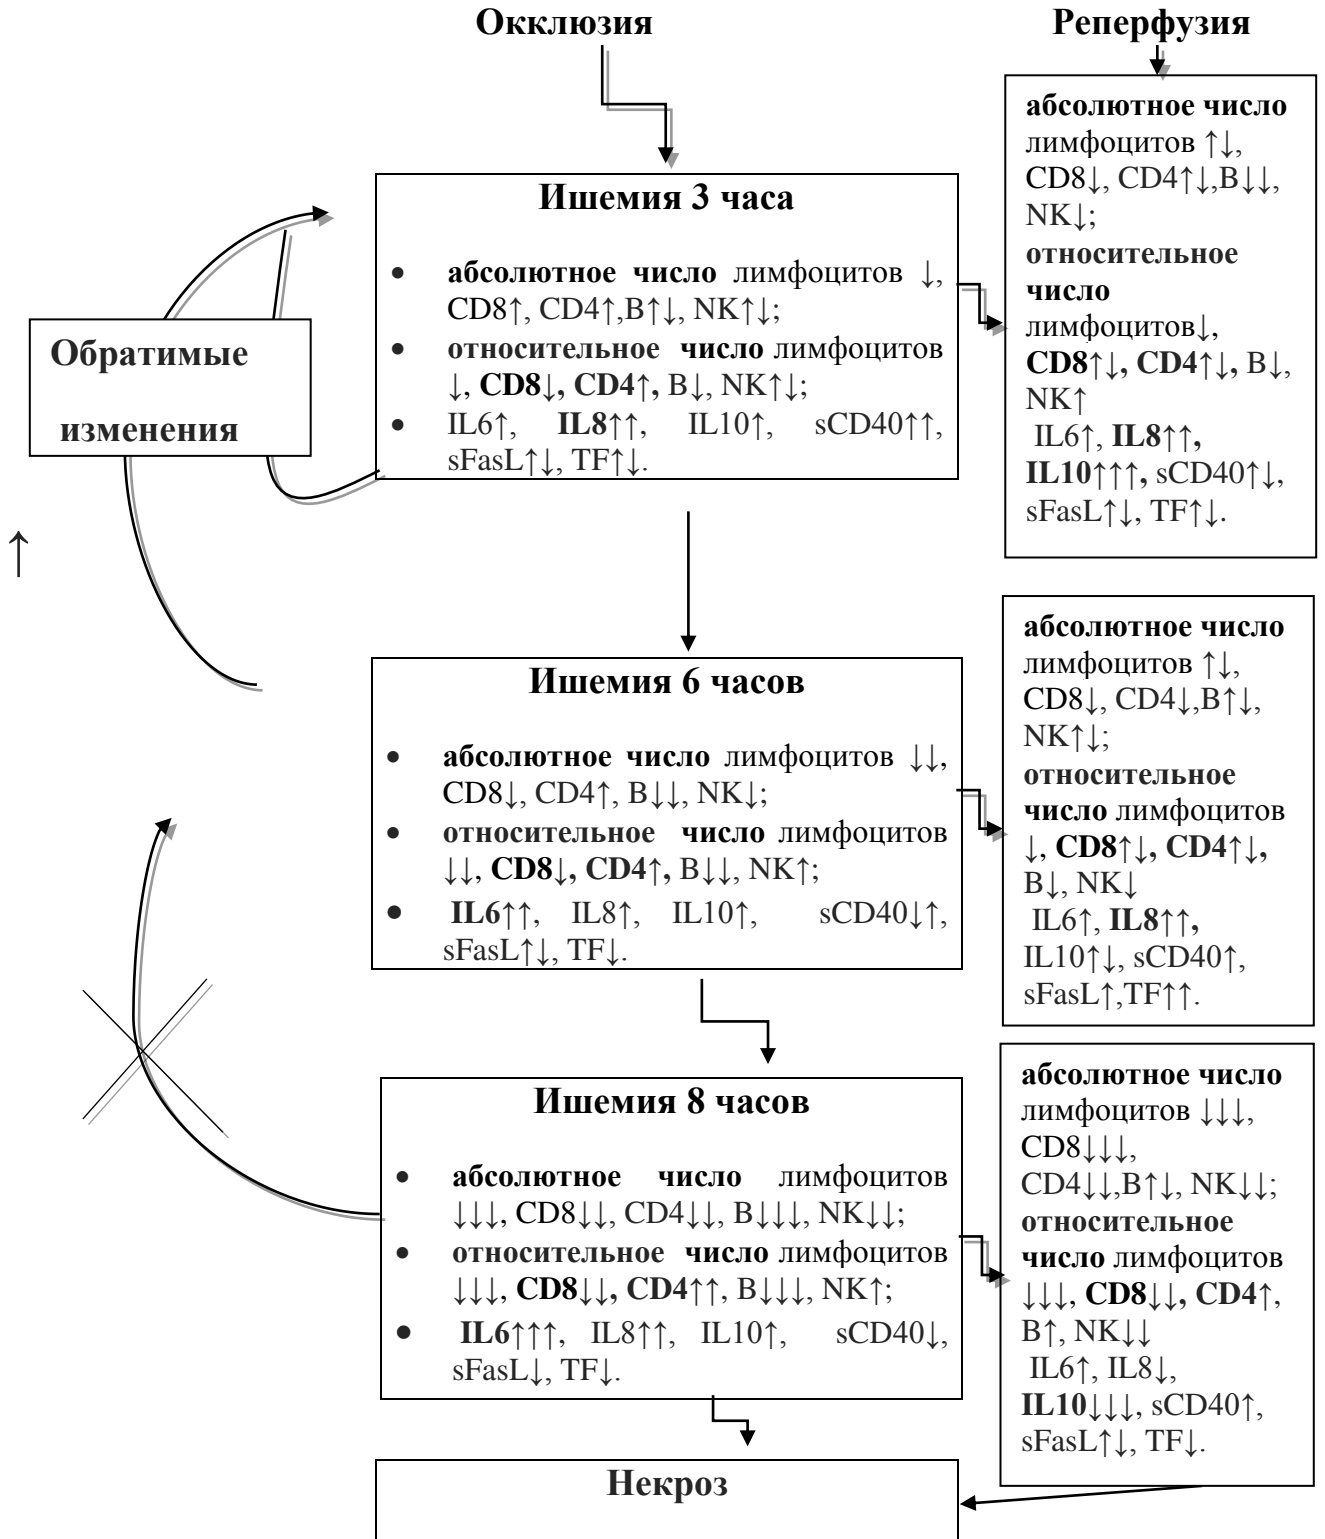 Окклюзия
Реперфузия
Ишемия 3 часа
• абсолютное число лимфоцитов ↓,
CD8↑, CD4↑,B↑↓, NK↑↓;
• относительное число лимфоцитов
↓, CD8↓, CD4↑, B↓, NK↑↓;
• IL6↑, IL8↑↑, IL10↑, sCD40↑↑,
sFasL↑↓, TF↑↓.
абсолютное число
лимфоцитов ↑↓,
CD8↓, CD4↑↓,B↓↓,
NK↓;
относительное
число
лимфоцитов↓,
CD8↑↓, CD4↑↓, B↓,
NK↑
IL6↑, IL8↑↑,
IL10↑↑↑, sCD40↑↓,
sFasL↑↓, TF↑↓.
Обратимые
изменения
↑
Ишемия 6 часов
• абсолютное число лимфоцитов ↓↓,
CD8↓, CD4↑, B↓↓, NK↓;
• относительное число лимфоцитов
↓↓, CD8↓, CD4↑, B↓↓, NK↑;
• IL6↑↑, IL8↑, IL10↑, sCD40↓↑,
sFasL↑↓, TF↓.
абсолютное число
лимфоцитов ↑↓,
CD8↓, CD4↓,B↑↓,
NK↑↓;
относительное
число лимфоцитов
↓, CD8↑↓, CD4↑↓,
B↓, NK↓
IL6↑, IL8↑↑,
IL10↑↓, sCD40↑,
sFasL↑,TF↑↑.
Ишемия 8 часов
• абсолютное число лимфоцитов
↓↓↓, CD8↓↓, CD4↓↓, B↓↓↓, NK↓↓;
• относительное число лимфоцитов
↓↓↓, CD8↓↓, CD4↑↑, B↓↓↓, NK↑;
• IL6↑↑↑, IL8↑↑, IL10↑, sCD40↓,
sFasL↓, TF↓.
абсолютное число
лимфоцитов ↓↓↓,
CD8↓↓↓,
CD4↓↓,B↑↓, NK↓↓;
относительное
число лимфоцитов
↓↓↓, CD8↓↓, CD4↑,
B↑, NK↓↓
IL6↑, IL8↓,
IL10↓↓↓, sCD40↑,
sFasL↑↓, TF↓.
Некроз